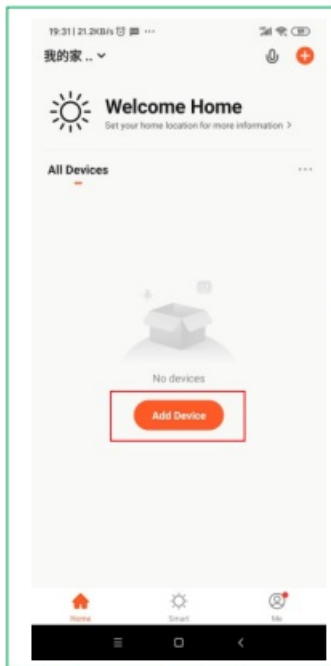 19:31 | 21.2KB/s
我的家 ..
Welcome Home
Set your home location for more information >
All Devices
No devices
Add Device
Home
Smart
Me